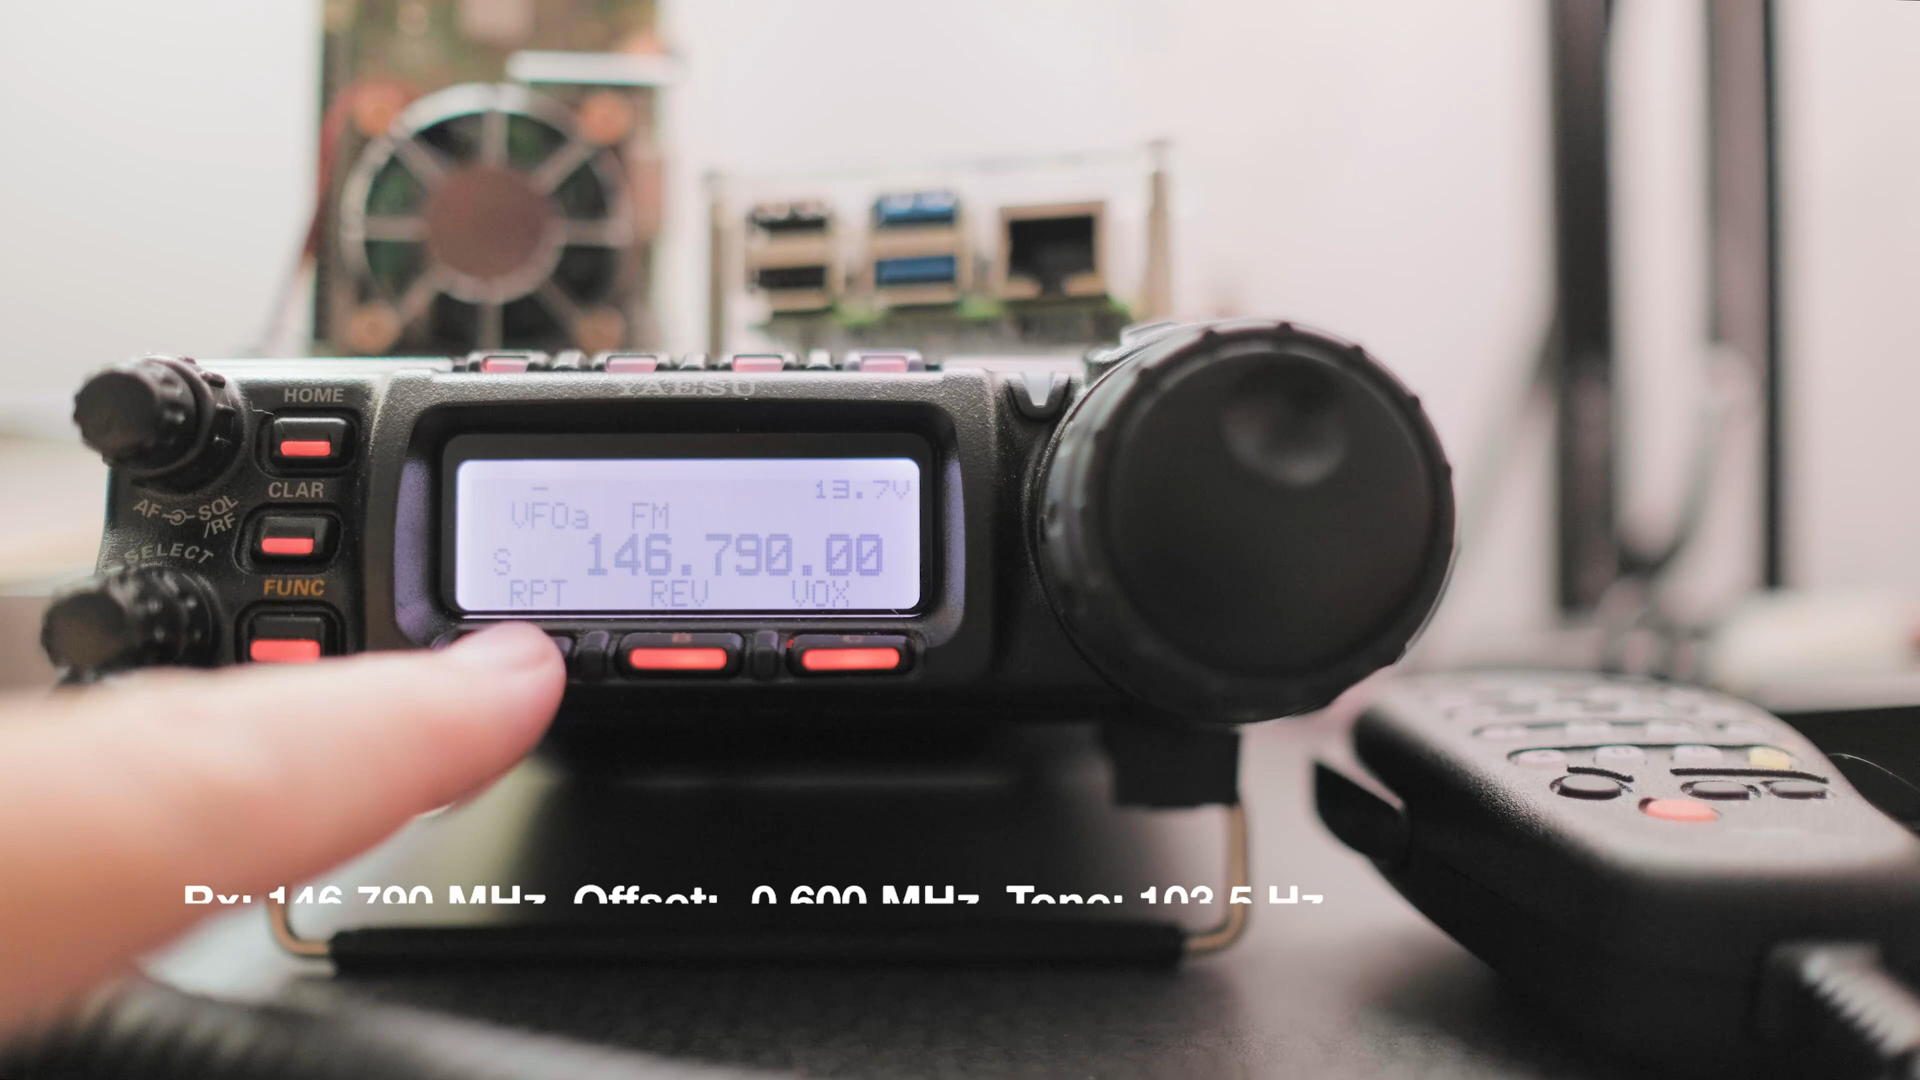 YAESU
HOME
CLAR
AF SQL
/RF
SELECT
FUNC
13.7V
VFOa FM
S 146.790.00
RPT REV VOX
B C
Rx: 146.790 MHz Offset: -0.600 MHz Tone: 103.5 Hz